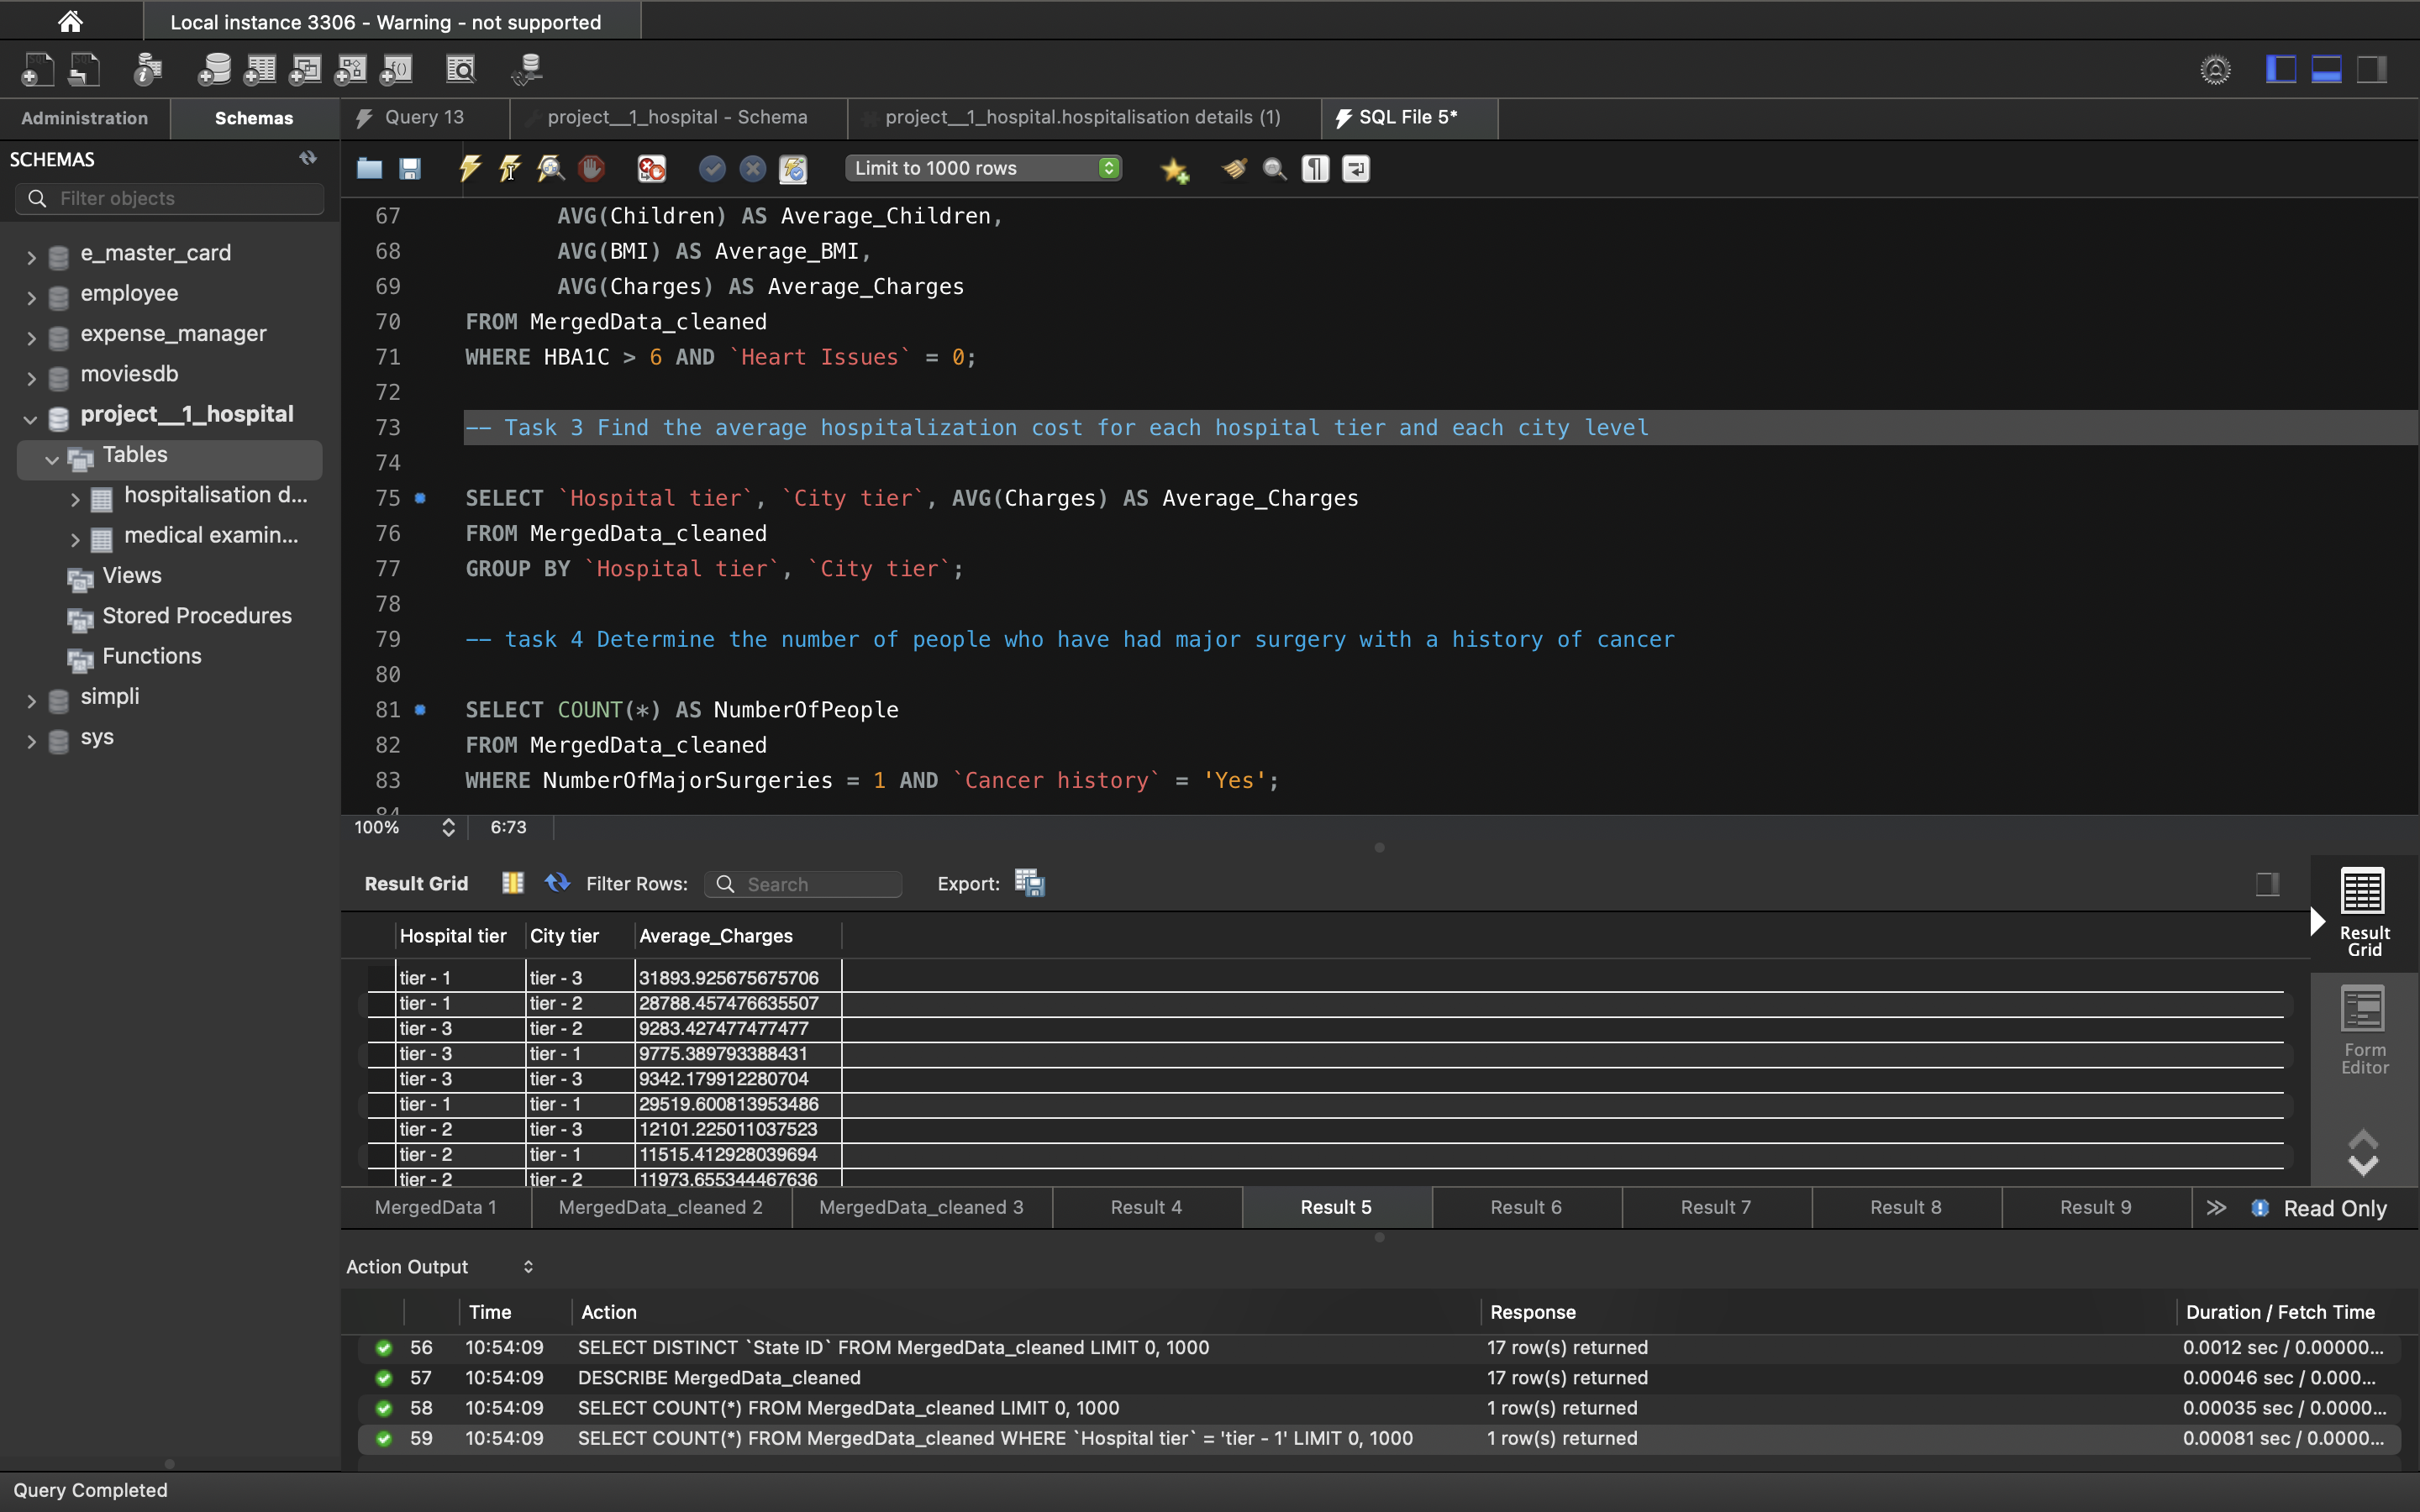 Local instance 3306 - Warning - not supported
Administration
Schemas
Query 13
project__1_hospital - Schema
project__1_hospital.hospitalisation details (1)
SQL File 5*
SCHEMAS
Filter objects
e_master_card
employee
expense_manager
moviesdb
project__1_hospital
Tables
hospitalisation d...
medical examin...
Views
Stored Procedures
Functions
simpli
sys
Limit to 1000 rows
67 AVG(Children) AS Average_Children,
68 AVG(BMI) AS Average_BMI,
69 AVG(Charges) AS Average_Charges
70 FROM MergedData_cleaned
71 WHERE HBA1C > 6 AND `Heart Issues` = 0;
72
73 -- Task 3 Find the average hospitalization cost for each hospital tier and each city level
74
75 SELECT `Hospital tier`, `City tier`, AVG(Charges) AS Average_Charges
76 FROM MergedData_cleaned
77 GROUP BY `Hospital tier`, `City tier`;
78
79 -- task 4 Determine the number of people who have had major surgery with a history of cancer
80
81 SELECT COUNT(*) AS NumberOfPeople
82 FROM MergedData_cleaned
83 WHERE NumberOfMajorSurgeries = 1 AND `Cancer history` = 'Yes';
84
100% 6:73
Result Grid Filter Rows: Search Export:
Hospital tier City tier Average_Charges
tier - 1 tier - 3 31893.925675675706
tier - 1 tier - 2 28788.457476635507
tier - 3 tier - 2 9283.427477477477
tier - 3 tier - 1 9775.389793388431
tier - 3 tier - 3 9342.179912280704
tier - 1 tier - 1 29519.600813953486
tier - 2 tier - 3 12101.225011037523
tier - 2 tier - 1 11515.412928039694
tier - 2 tier - 2 11973.655344467636
Result
Grid
Form
Editor
MergedData 1 MergedData_cleaned 2 MergedData_cleaned 3 Result 4 Result 5 Result 6 Result 7 Result 8 Result 9 Read Only
Action Output
Time Action Response Duration / Fetch Time
56 10:54:09 SELECT DISTINCT `State ID` FROM MergedData_cleaned LIMIT 0, 1000 17 row(s) returned 0.0012 sec / 0.00000...
57 10:54:09 DESCRIBE MergedData_cleaned 17 row(s) returned 0.00046 sec / 0.000...
58 10:54:09 SELECT COUNT(*) FROM MergedData_cleaned LIMIT 0, 1000 1 row(s) returned 0.00035 sec / 0.0000...
59 10:54:09 SELECT COUNT(*) FROM MergedData_cleaned WHERE `Hospital tier` = 'tier - 1' LIMIT 0, 1000 1 row(s) returned 0.00081 sec / 0.0000...
Query Completed